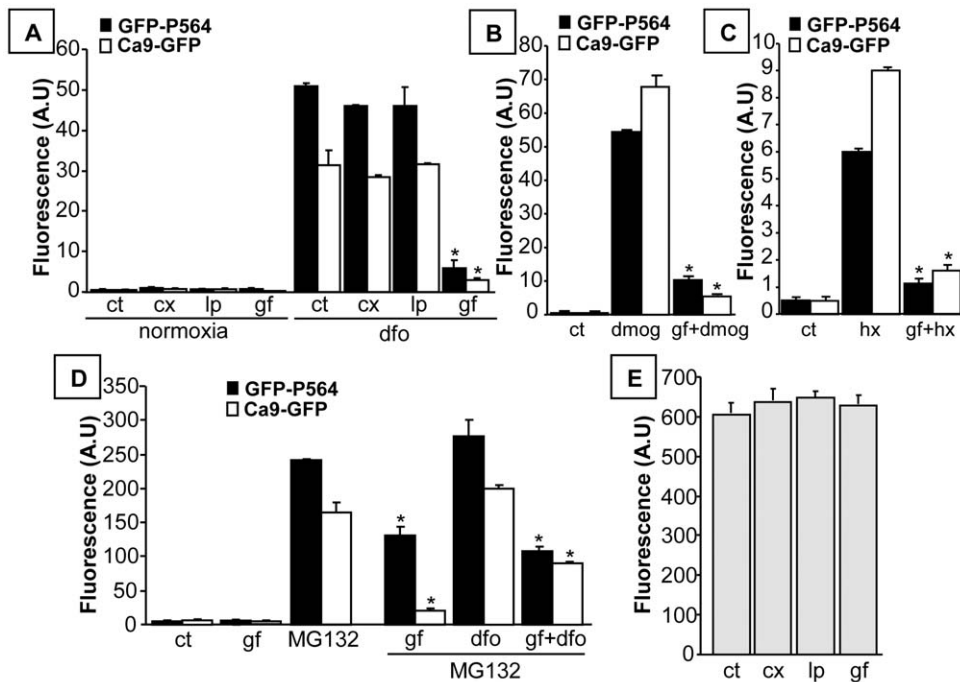 A
GFP-P564
Ca9-GFP
Fluorescence (A.U)
60
50
40
30
20
10
0
ct cx lp gf ct cx lp gf
* *
normoxia dfo
B
GFP-P564
Ca9-GFP
Fluorescence (A.U)
80
70
60
50
40
30
20
10
0
* *
ct dmog gf+dmog
C
GFP-P564
Ca9-GFP
Fluorescence (A.U)
10
9
8
7
6
5
4
3
2
1
0
* *
ct hx gf+hx
D
GFP-P564
Ca9-GFP
Fluorescence (A.U)
350
300
250
200
150
100
50
0
* * * *
ct gf MG132 gf dfo gf+dfo
MG132
E
Fluorescence (A.U)
700
600
500
400
300
200
100
0
ct cx lp gf